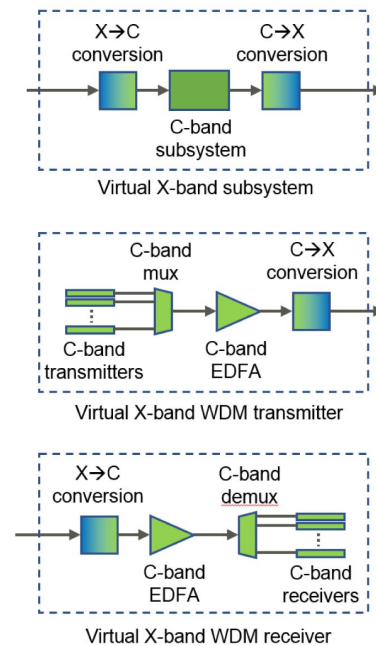 X→C
conversion
C→X
conversion
C-band
subsystem
Virtual X-band subsystem
C-band
mux
C→X
conversion
C-band
transmitters
C-band
EDFA
Virtual X-band WDM transmitter
X→C
conversion
C-band
demux
C-band
EDFA
C-band
receivers
Virtual X-band WDM receiver